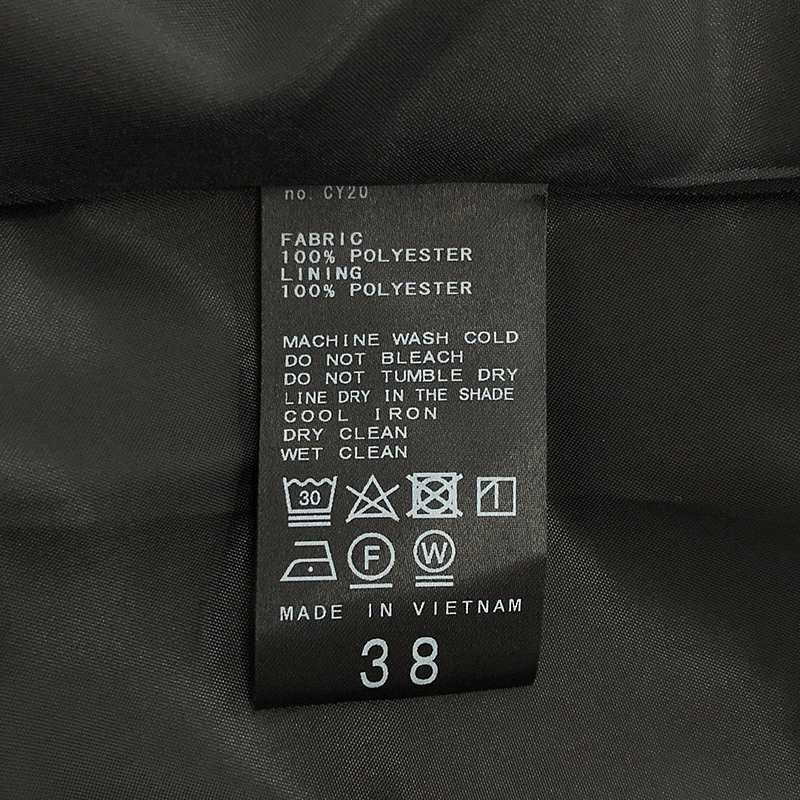 no. CY20
FABRIC
100% POLYESTER
LINING
100% POLYESTER
MACHINE WASH COLD
DO NOT BLEACH
DO NOT TUMBLE DRY
LINE DRY IN THE SHADE
COOL IRON
DRY CLEAN
WET CLEAN
30
F W
MADE IN VIETNAM
38